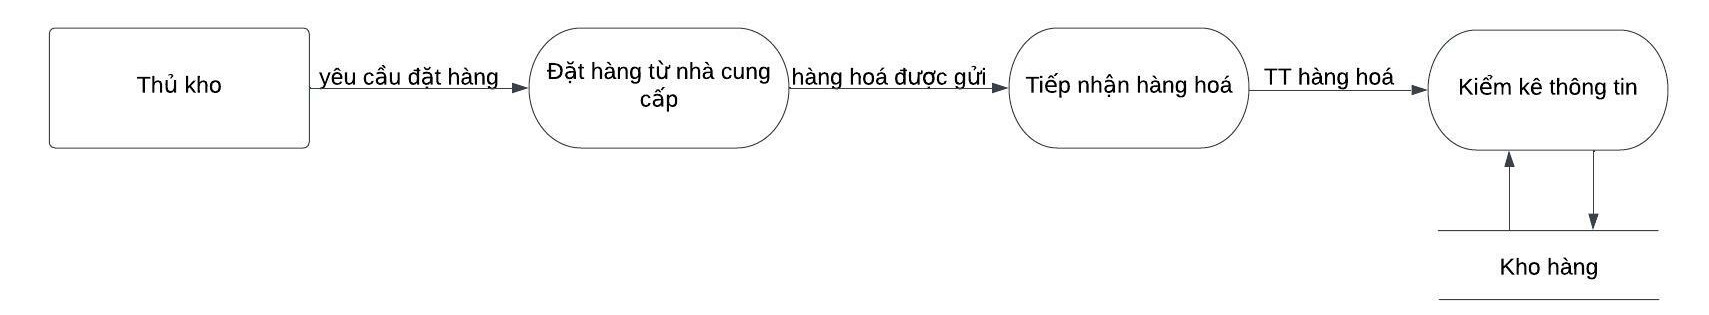 Thủ kho
yêu cầu đặt hàng
Đặt hàng từ nhà cung
cấp
hàng hoá được gửi
Tiếp nhận hàng hoá
TT hàng hoá
Kiểm kê thông tin
Kho hàng